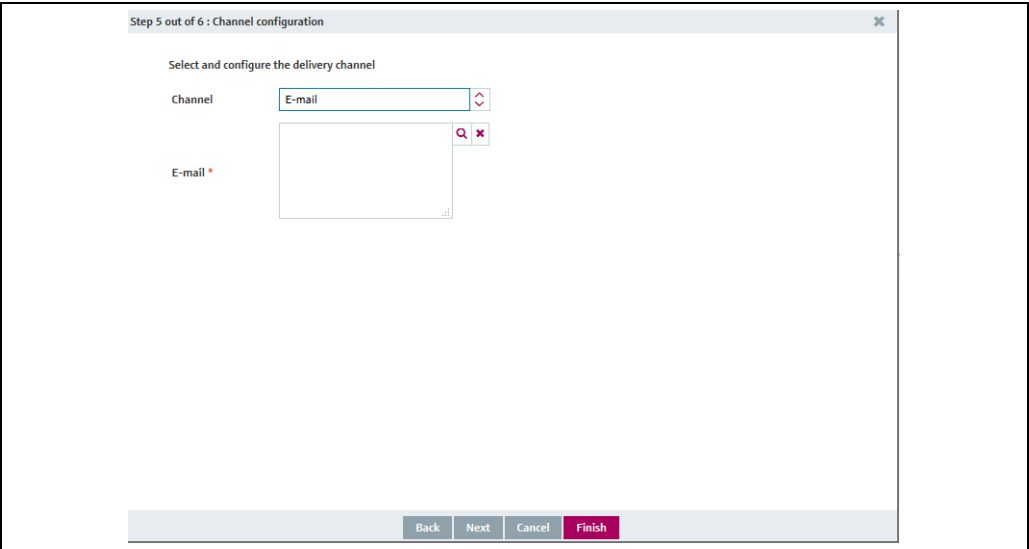 Step 5 out of 6 : Channel configuration
Select and configure the delivery channel
Channel
E-mail
E-mail *
Back Next Cancel Finish